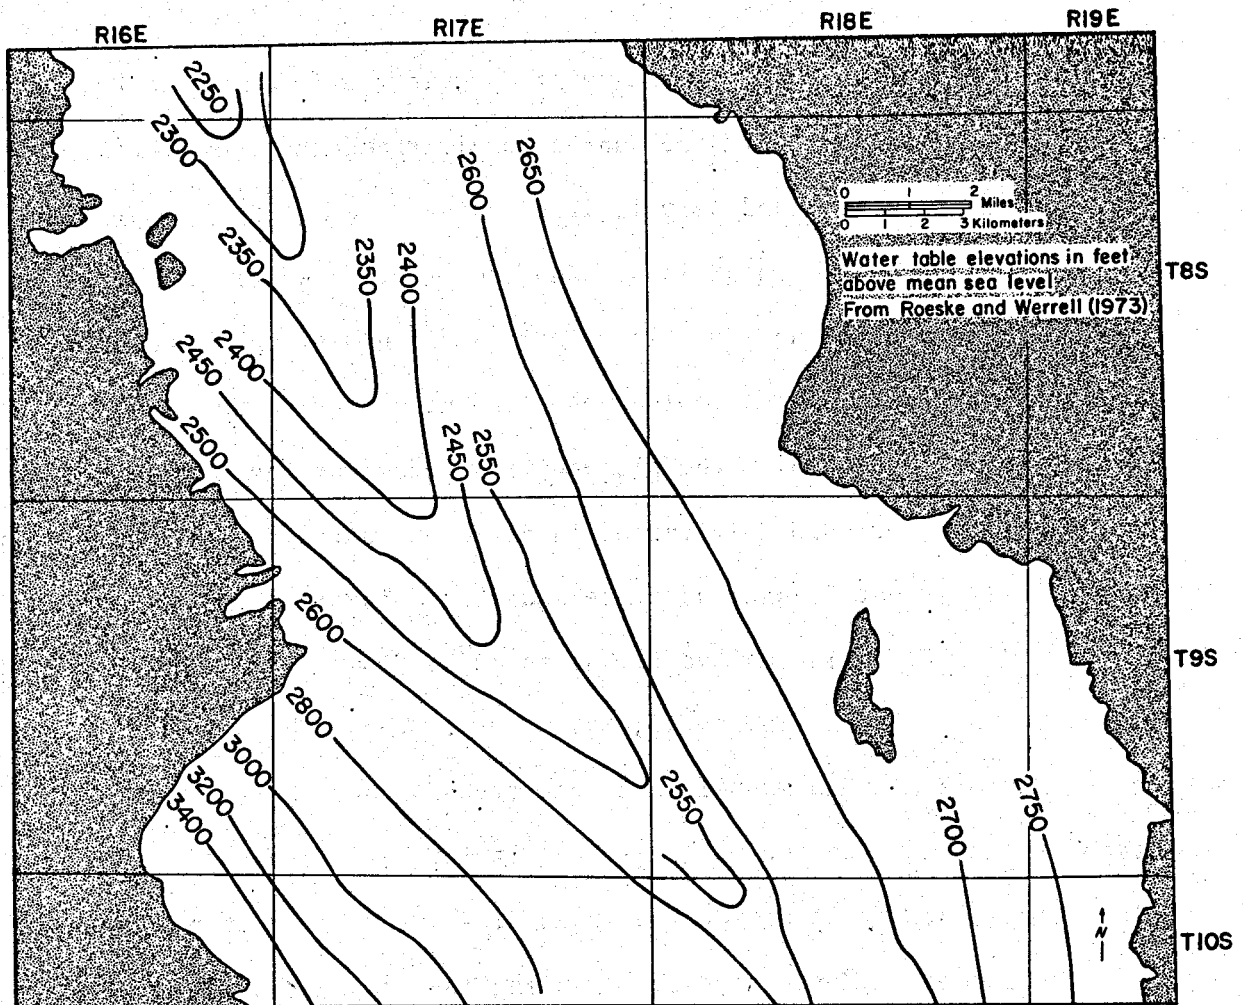 R16E R17E R18E R19E
2250
2300
2600
2650
0 1 2 Miles
0 1 2 3 Kilometers
2350
2350
2400
Water table elevations in feet
above mean sea level
From Roeske and Werrell (1973)
T8S
2400
2450
2500
2450
2550
2600
T9S
2800
3000
3200
3400
2550
2700
2750
N
T10S